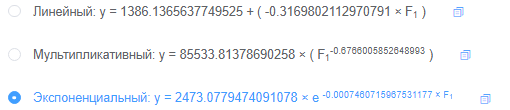 Линейный: y = 1386.1365637749525 + ( -0.3169802112970791 × F₁ )
Мультипликативный: y = 85533.81378690258 × ( F₁^-0.6766005852648993 )
Экспоненциальный: y = 2473.0779474091078 × e^-0.0007460715967531177 × F₁